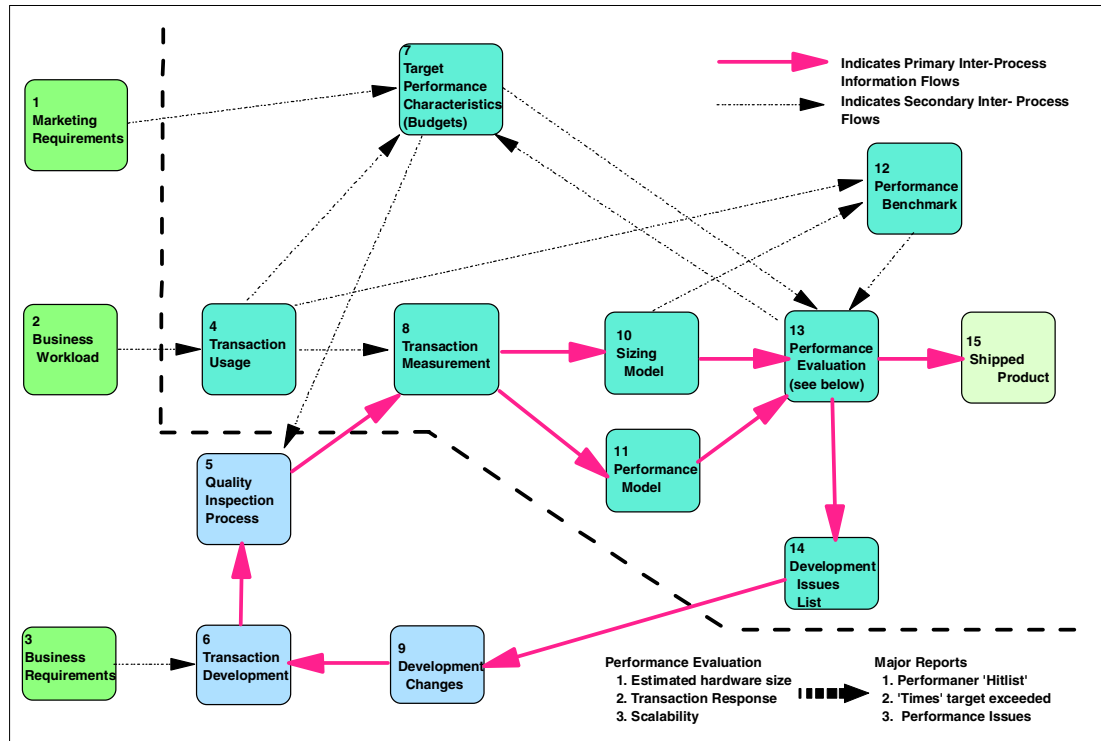 7
Target
Performance
Characteristics
(Budgets)
Indicates Primary Inter-Process
Information Flows
Indicates Secondary Inter- Process
Flows
1
Marketing
Requirements
12
Performance
Benchmark
2
Business
Workload
4
Transaction
Usage
8
Transaction
Measurement
10
Sizing
Model
13
Performance
Evaluation
(see below)
15
Shipped
Product
5
Quality
Inspection
Process
11
Performance
Model
14
Development
Issues
List
3
Business
Requirements
6
Transaction
Development
9
Development
Changes
Performance Evaluation
1. Estimated hardware size
2. Transaction Response
3. Scalability
Major Reports
1. Performaner 'Hitlist'
2. 'Times' target exceeded
3. Performance Issues